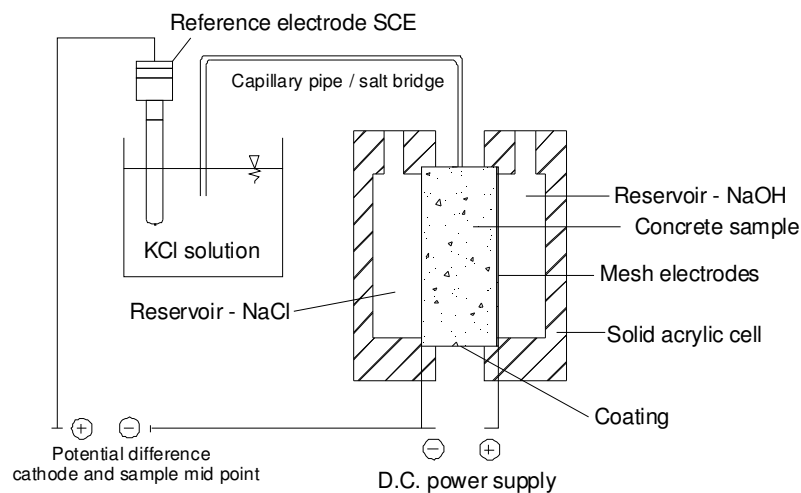 Reference electrode SCE
Capillary pipe / salt bridge
Reservoir - NaOH
Concrete sample
KCl solution
Mesh electrodes
Reservoir - NaCl
Solid acrylic cell
Coating
+ -
Potential difference
cathode and sample mid point
- +
D.C. power supply